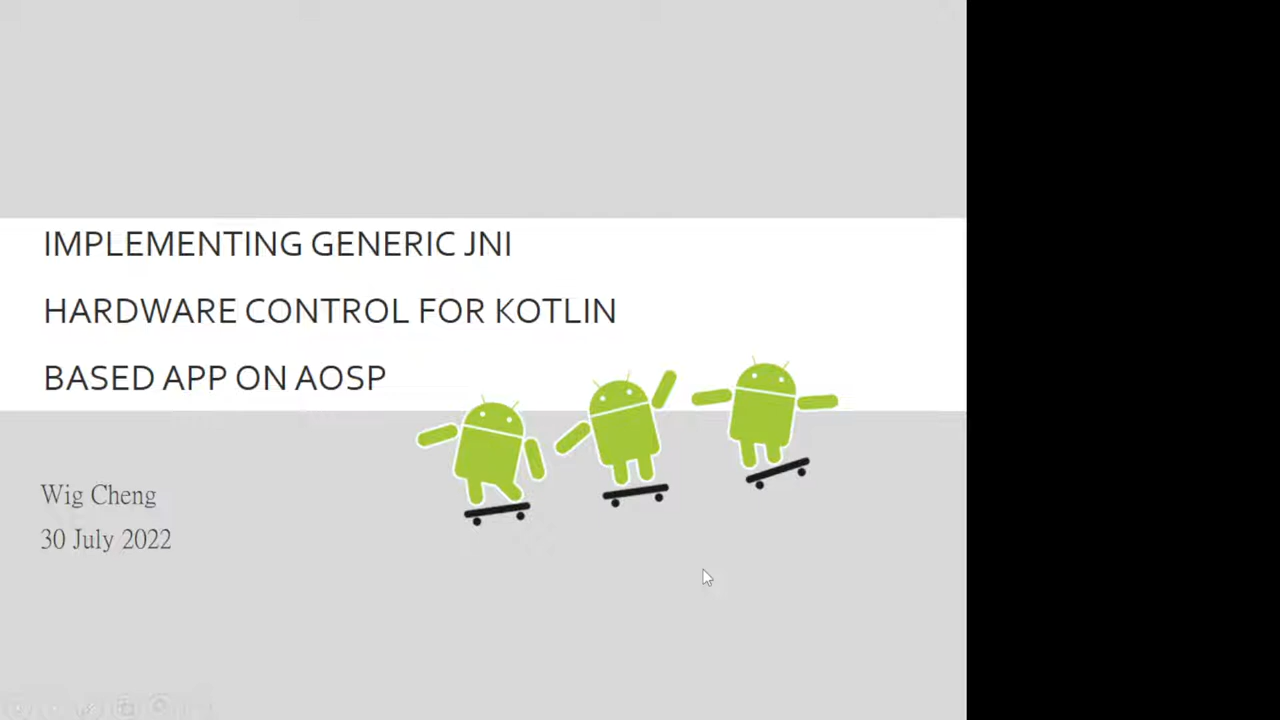 IMPLEMENTING GENERIC JNI
HARDWARE CONTROL FOR KOTLIN
BASED APP ON AOSP
Wig Cheng
30 July 2022